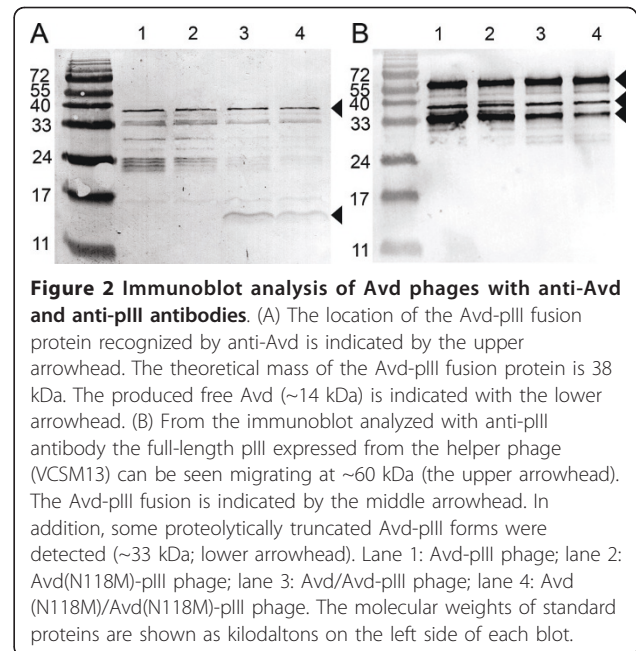 A 1 2 3 4 B 1 2 3 4
72 72
55 55
40 40
33 33
24 24
17 17
11 11
Figure 2 Immunoblot analysis of Avd phages with anti-Avd
and anti-pIII antibodies. (A) The location of the Avd-pIII fusion
protein recognized by anti-Avd is indicated by the upper
arrowhead. The theoretical mass of the Avd-pIII fusion protein is 38
kDa. The produced free Avd (~14 kDa) is indicated with the lower
arrowhead. (B) From the immunoblot analyzed with anti-pIII
antibody the full-length pIII expressed from the helper phage
(VCSM13) can be seen migrating at ~60 kDa (the upper arrowhead).
The Avd-pIII fusion is indicated by the middle arrowhead. In
addition, some proteolytically truncated Avd-pIII forms were
detected (~33 kDa; lower arrowhead). Lane 1: Avd-pIII phage; lane 2:
Avd(N118M)-pIII phage; lane 3: Avd/Avd-pIII phage; lane 4: Avd
(N118M)/Avd(N118M)-pIII phage. The molecular weights of standard
proteins are shown as kilodaltons on the left side of each blot.